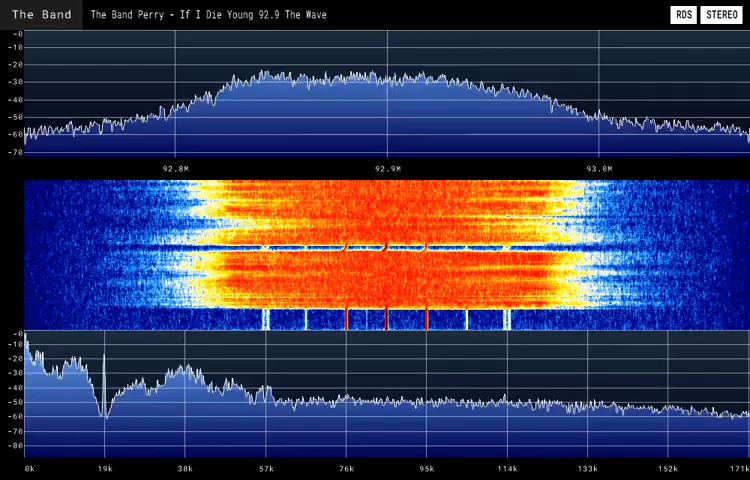 The Band
The Band Perry - If I Die Young 92.9 The Wave
RDS
STEREO
-0
-10
-20
-30
-40
-50
-60
-70
92.8M 92.9M 93.0M
-0
-10
-20
-30
-40
-50
-60
-70
-80
0k 19k 38k 57k 76k 95k 114k 133k 152k 171k